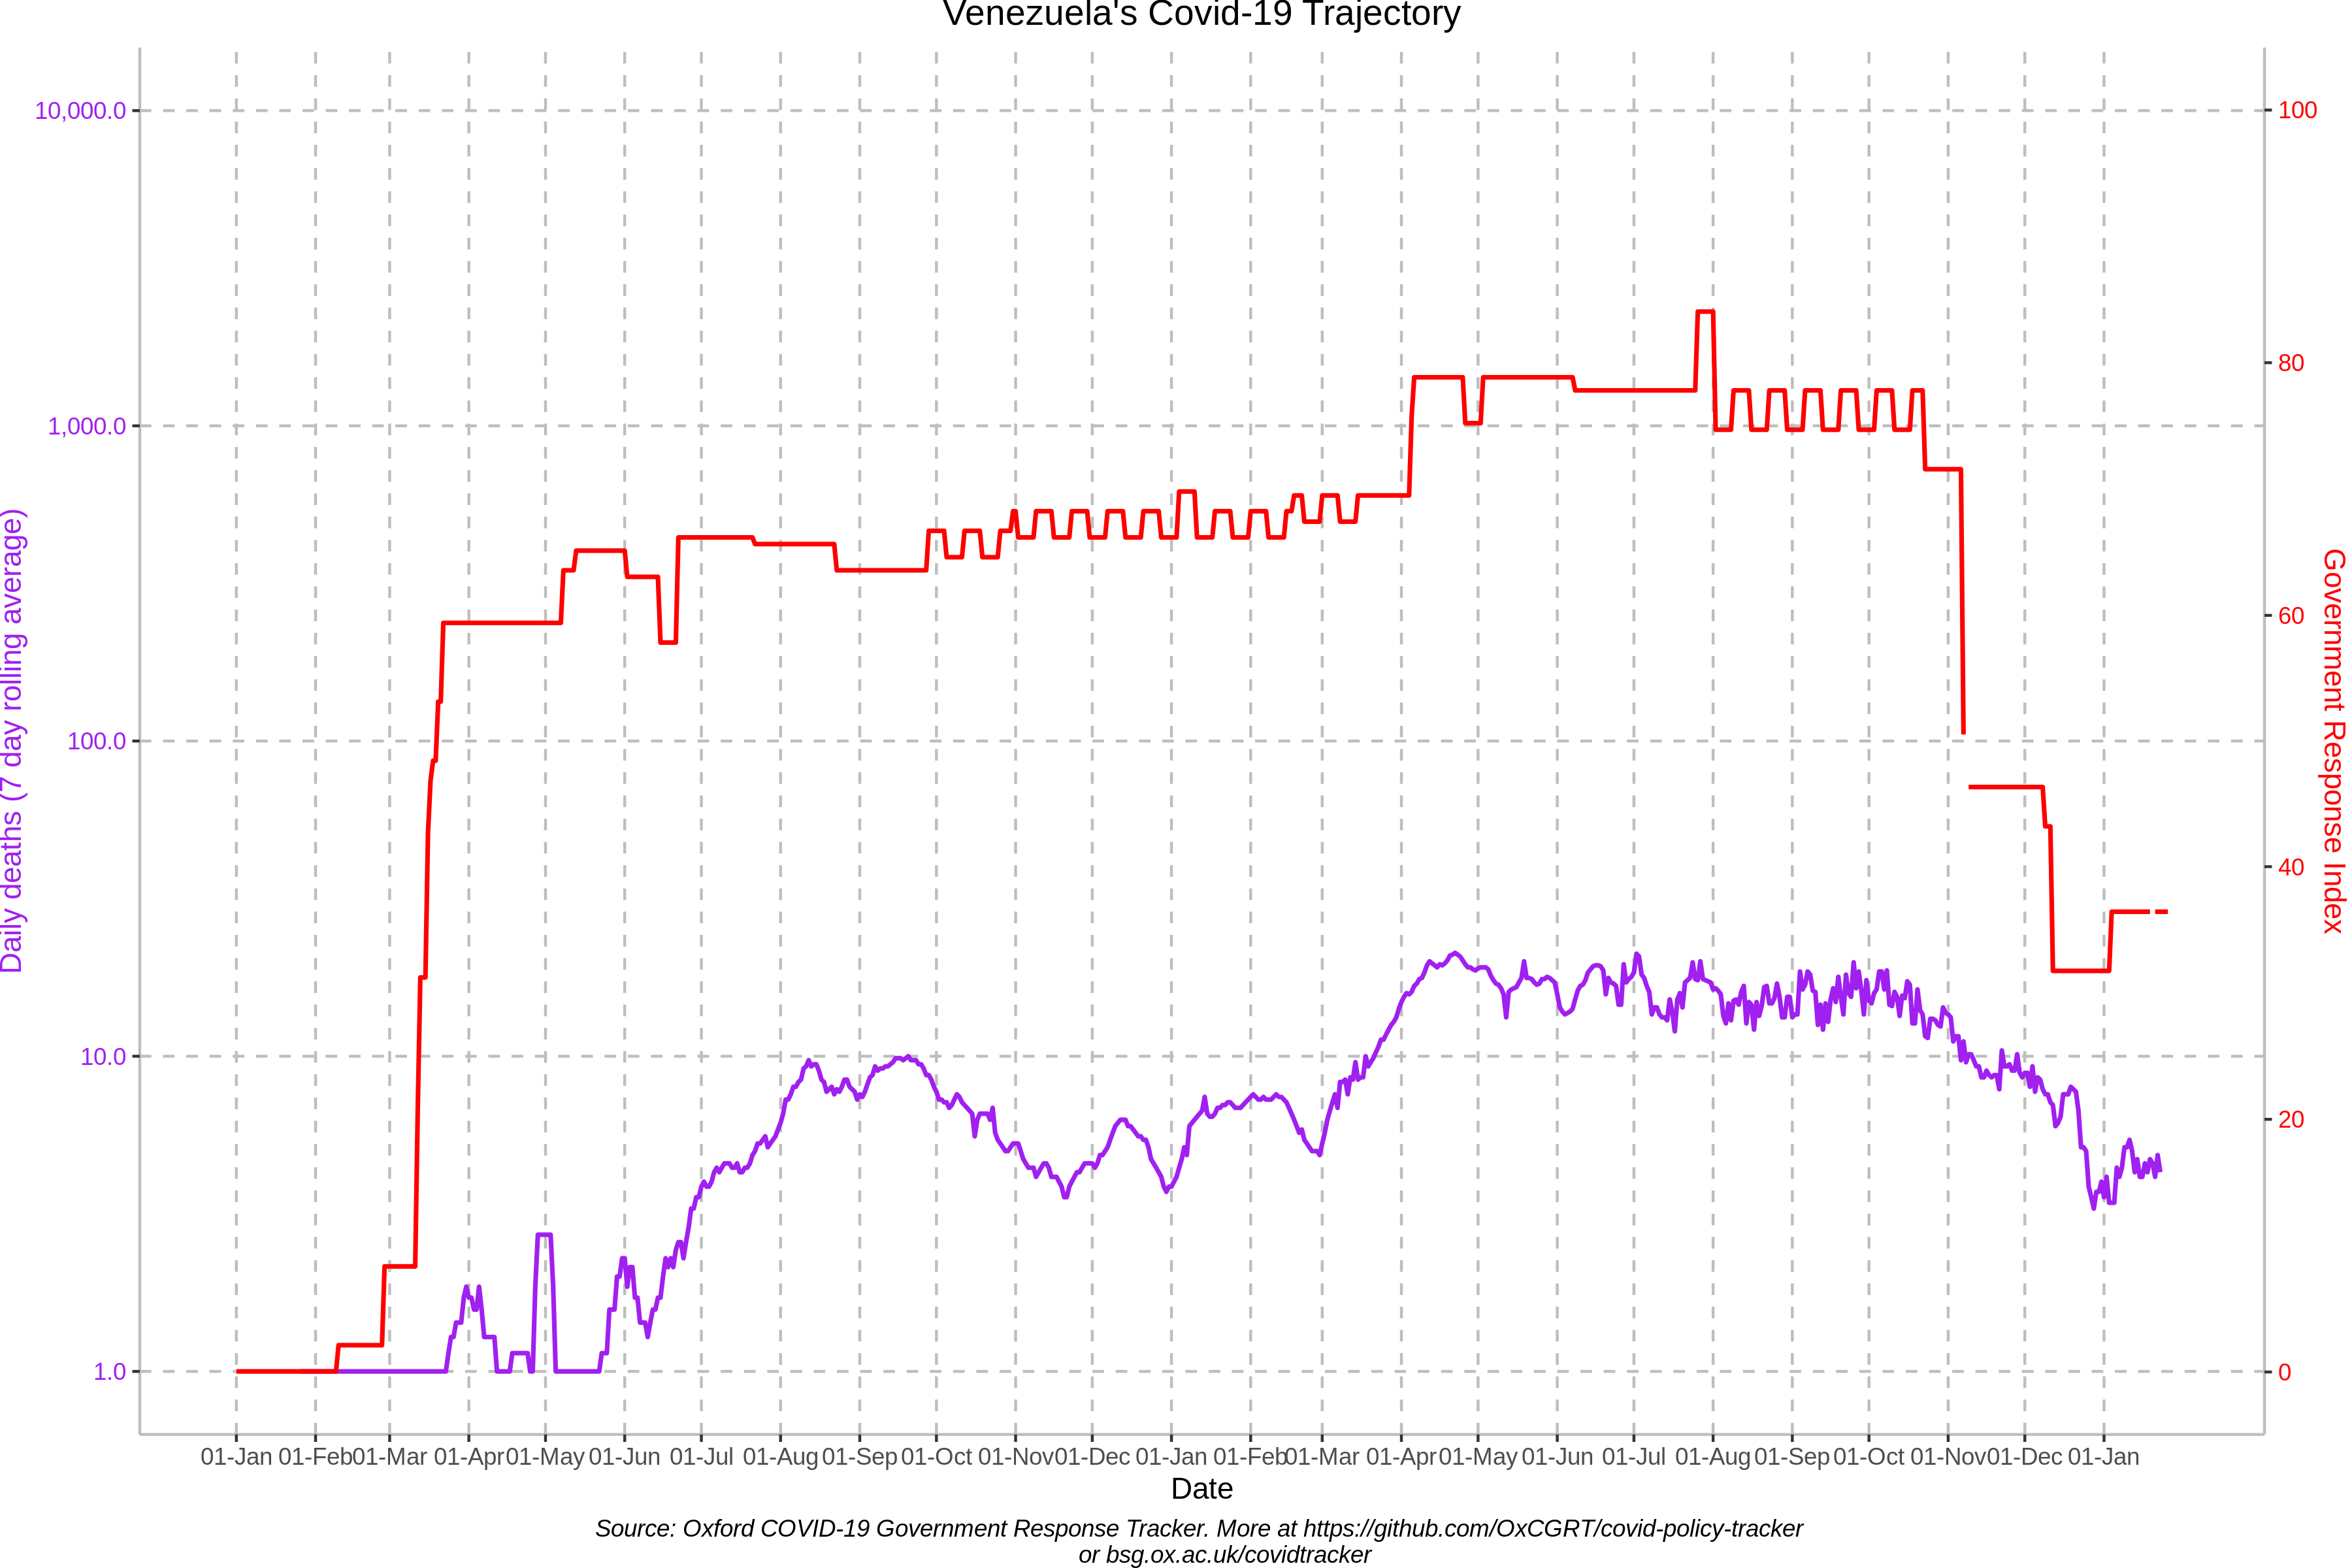 Venezuela's Covid-19 Trajectory
10,000.0
1,000.0
100.0
10.0
1.0
Daily deaths (7 day rolling average)
100
80
60
40
20
0
Government Response Index
01-Jan 01-Feb 01-Mar 01-Apr 01-May 01-Jun 01-Jul 01-Aug 01-Sep 01-Oct 01-Nov 01-Dec 01-Jan 01-Feb 01-Mar 01-Apr 01-May 01-Jun 01-Jul 01-Aug 01-Sep 01-Oct 01-Nov 01-Dec 01-Jan
Date
Source: Oxford COVID-19 Government Response Tracker. More at https://github.com/OxCGRT/covid-policy-tracker
or bsg.ox.ac.uk/covidtracker